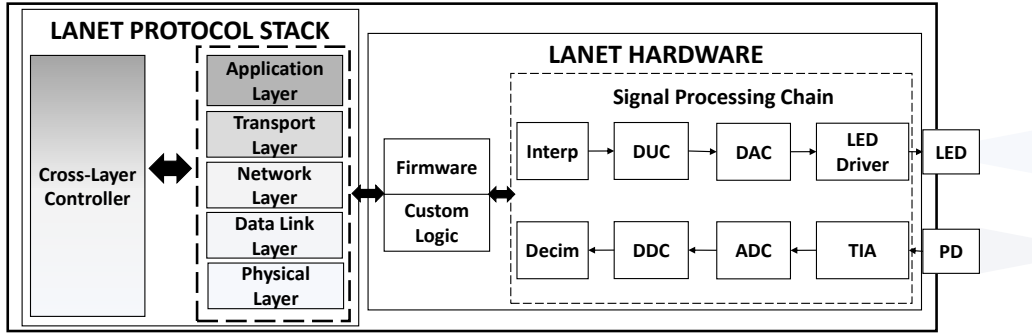 LANET PROTOCOL STACK
Cross-Layer
Controller
Application
Layer
Transport
Layer
Network
Layer
Data Link
Layer
Physical
Layer
LANET HARDWARE
Firmware
Custom
Logic
Signal Processing Chain
Interp
DUC
DAC
LED
Driver
LED
Decim
DDC
ADC
TIA
PD